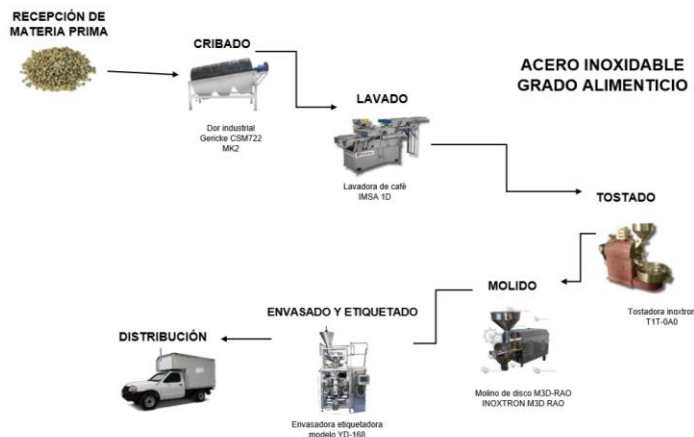 RECEPCIÓN DE
MATERIA PRIMA
CRIBADO
Dor industrial
Gericke CSM722
MK2
LAVADO
Lavadora de café
IMSA 1D
ACERO INOXIDABLE
GRADO ALIMENTICIO
TOSTADO
Tostadora inoxtron
T1T-0A0
MOLIDO
Molino de disco M3D-RAO
INOXTRON M3D RAO
ENVASADO Y ETIQUETADO
Envasadora etiquetadora
modelo YD-168
DISTRIBUCIÓN